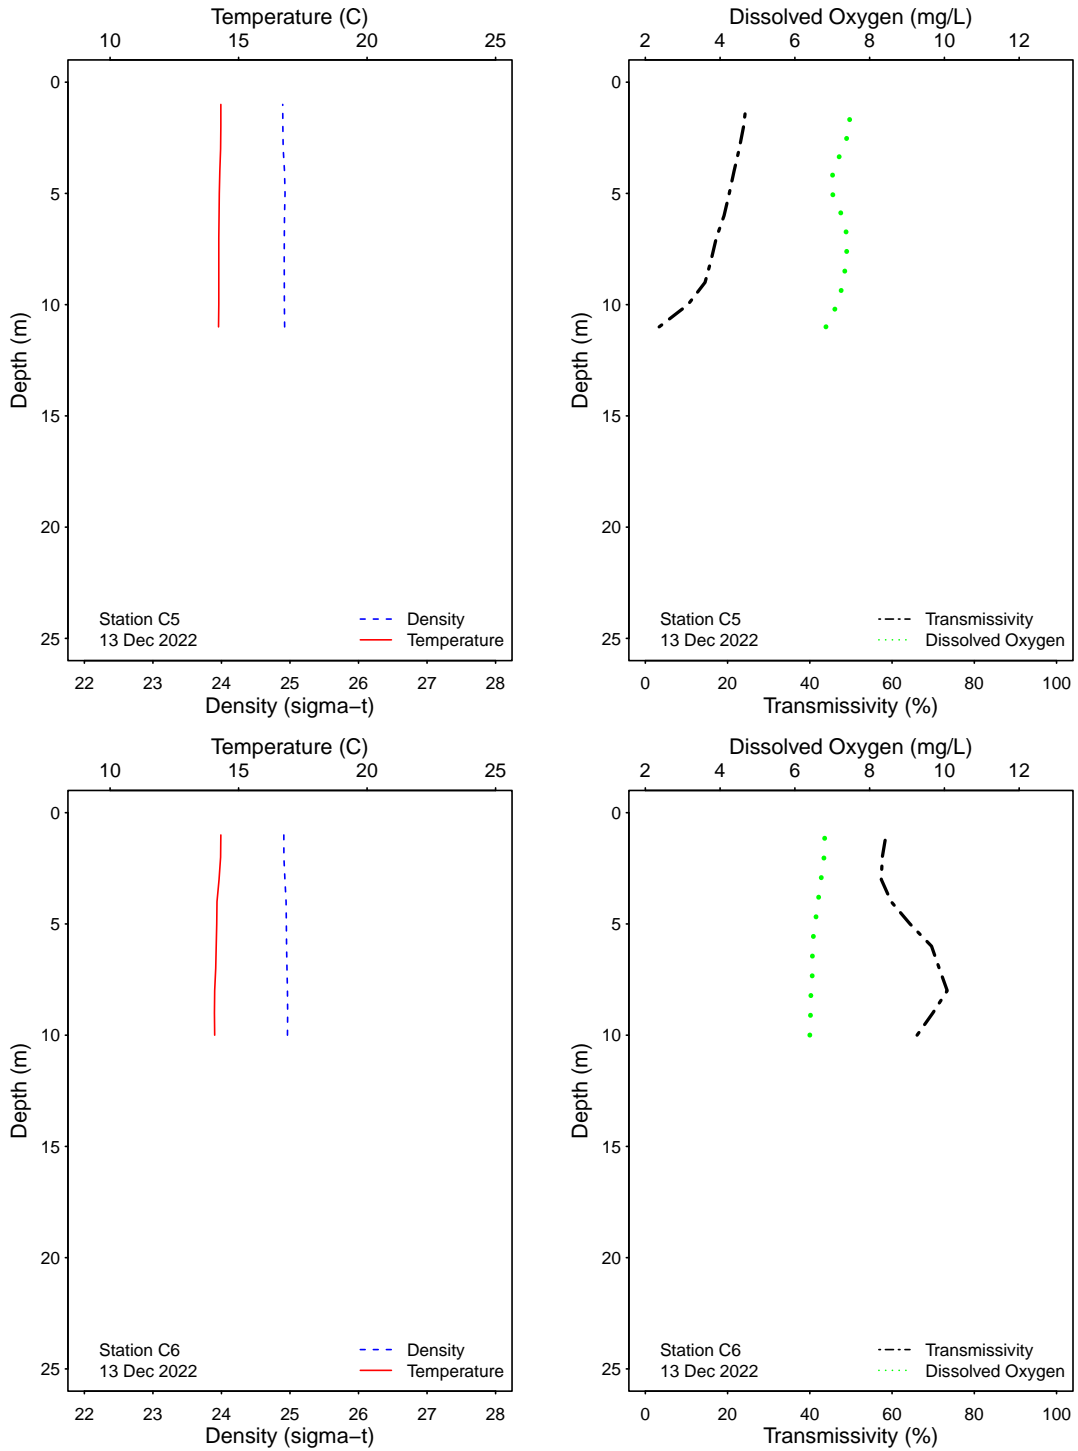 Temperature (C)
10 15 20 25
0
5
10
15
20
25
Depth (m)
Station C5
13 Dec 2022
Density
Temperature
22 23 24 25 26 27 28
Density (sigma−t)
Dissolved Oxygen (mg/L)
2 4 6 8 10 12
0
5
10
15
20
25
Depth (m)
Station C5
13 Dec 2022
Transmissivity
Dissolved Oxygen
0 20 40 60 80 100
Transmissivity (%)
Temperature (C)
10 15 20 25
0
5
10
15
20
25
Depth (m)
Station C6
13 Dec 2022
Density
Temperature
22 23 24 25 26 27 28
Density (sigma−t)
Dissolved Oxygen (mg/L)
2 4 6 8 10 12
0
5
10
15
20
25
Depth (m)
Station C6
13 Dec 2022
Transmissivity
Dissolved Oxygen
0 20 40 60 80 100
Transmissivity (%)